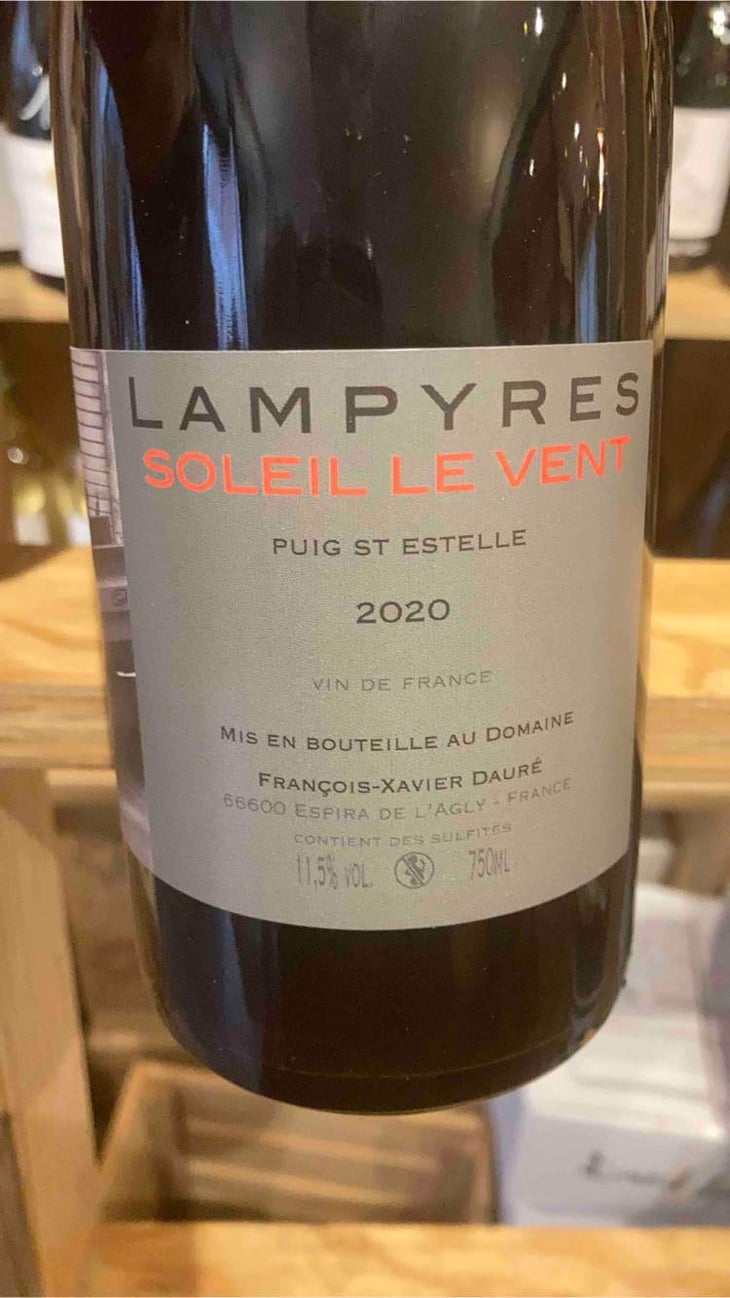 LAMPYRES
SOLEIL LE VENT
PUIG ST ESTELLE
2020
VIN DE FRANCE
MIS EN BOUTEILLE AU DOMAINE
FRANÇOIS-XAVIER DAURÉ
66600 ESPIRA DE L'AGLY - FRANCE
CONTIENT DES SULFITES
11,5% VOL. 750ML